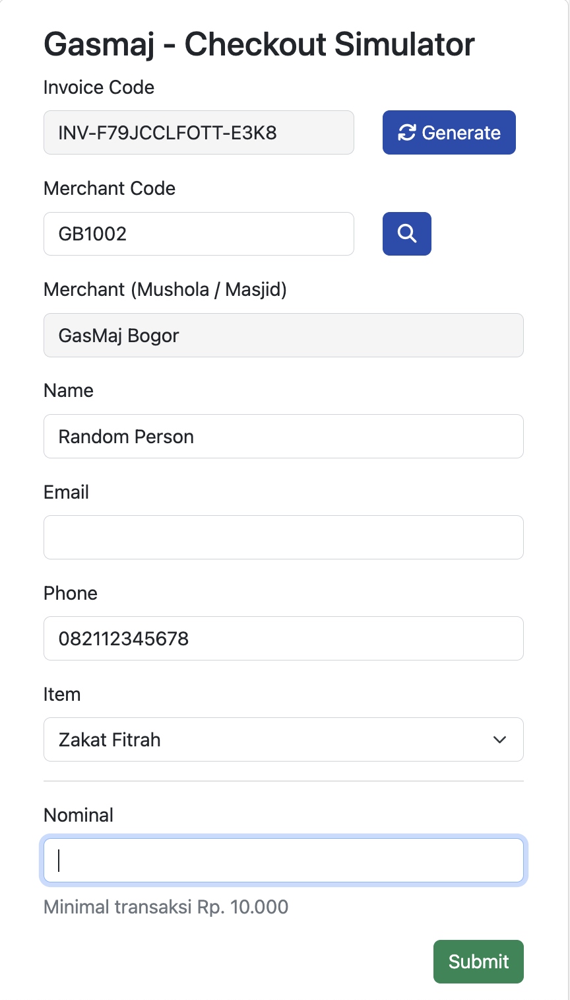 Gasmaj - Checkout Simulator
Invoice Code
INV-F79JCCLFOTT-E3K8
Generate
Merchant Code
GB1002
Merchant (Mushola / Masjid)
GasMaj Bogor
Name
Random Person
Email
Phone
082112345678
Item
Zakat Fitrah
Nominal
Minimal transaksi Rp. 10.000
Submit